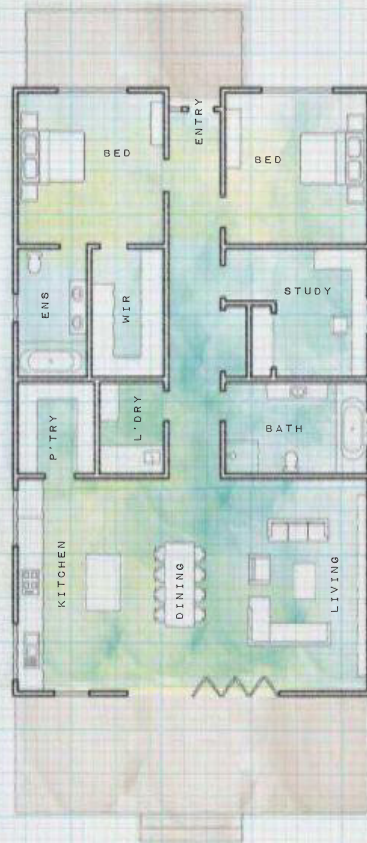 ENTRY
BED
BED
ENS
WIR
STUDY
P'TRY
L'DRY
BATH
KITCHEN
DINING
LIVING